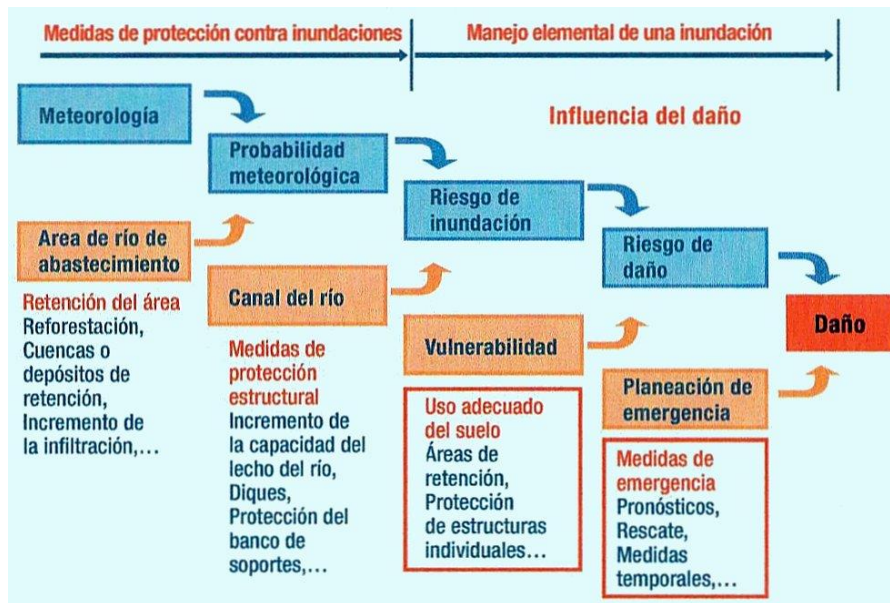 Medidas de protección contra inundaciones
Manejo elemental de una inundación
Influencia del daño
Meteorología
Probabilidad
meteorológica
Riesgo de
inundación
Riesgo de
daño
Daño
Area de río de
abastecimiento
Retención del área
Reforestación,
Cuencas o
depósitos de
retención,
Incremento de
la infiltración,...
Canal del río
Medidas de
protección
estructural
Incremento de
la capacidad del
lecho del río,
Diques,
Protección del
banco de
soportes,...
Vulnerabilidad
Uso adecuado
del suelo
Áreas de
retención,
Protección
de estructuras
individuales...
Planeación de
emergencia
Medidas de
emergencia
Pronósticos,
Rescate,
Medidas
temporales,...